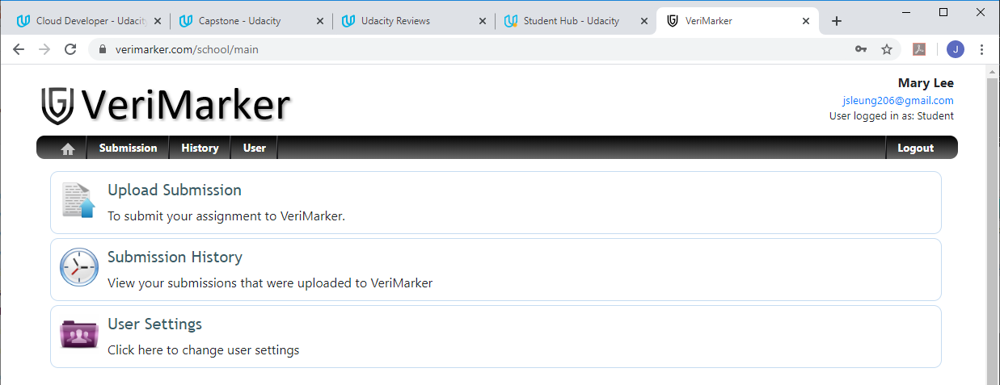 Cloud Developer - Udacity
Capstone - Udacity
Udacity Reviews
Student Hub - Udacity
VeriMarker
verimarker.com/school/main
J
VeriMarker
Mary Lee
jsleung206@gmail.com
User logged in as: Student
Submission
History
User
Logout
Upload Submission
To submit your assignment to VeriMarker.
Submission History
View your submissions that were uploaded to VeriMarker
User Settings
Click here to change user settings